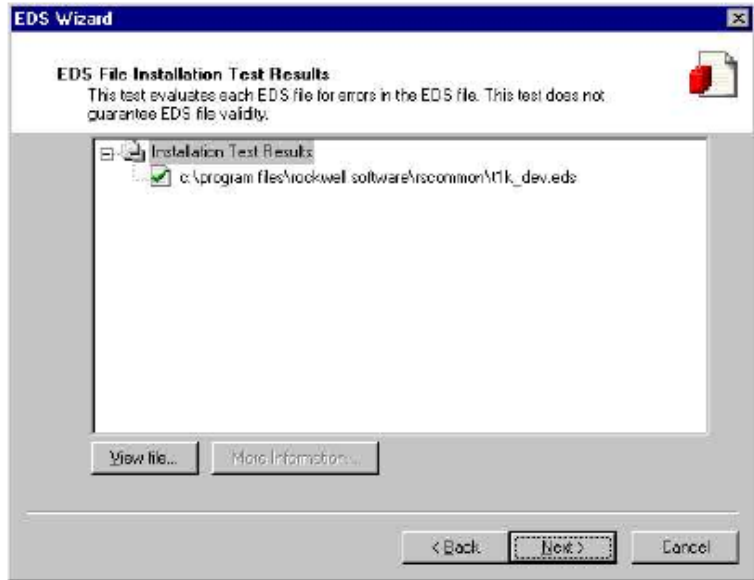 EDS Wizard
EDS File Installation Test Results
This test evaluates each EDS file for errors in the EDS file. This test does not
guarantee EDS file validity.
Installation Test Results
c:\program files\rockwell software\rscommon\t1k_dev.eds
View file...
More Information...
< Back
Next >
Cancel